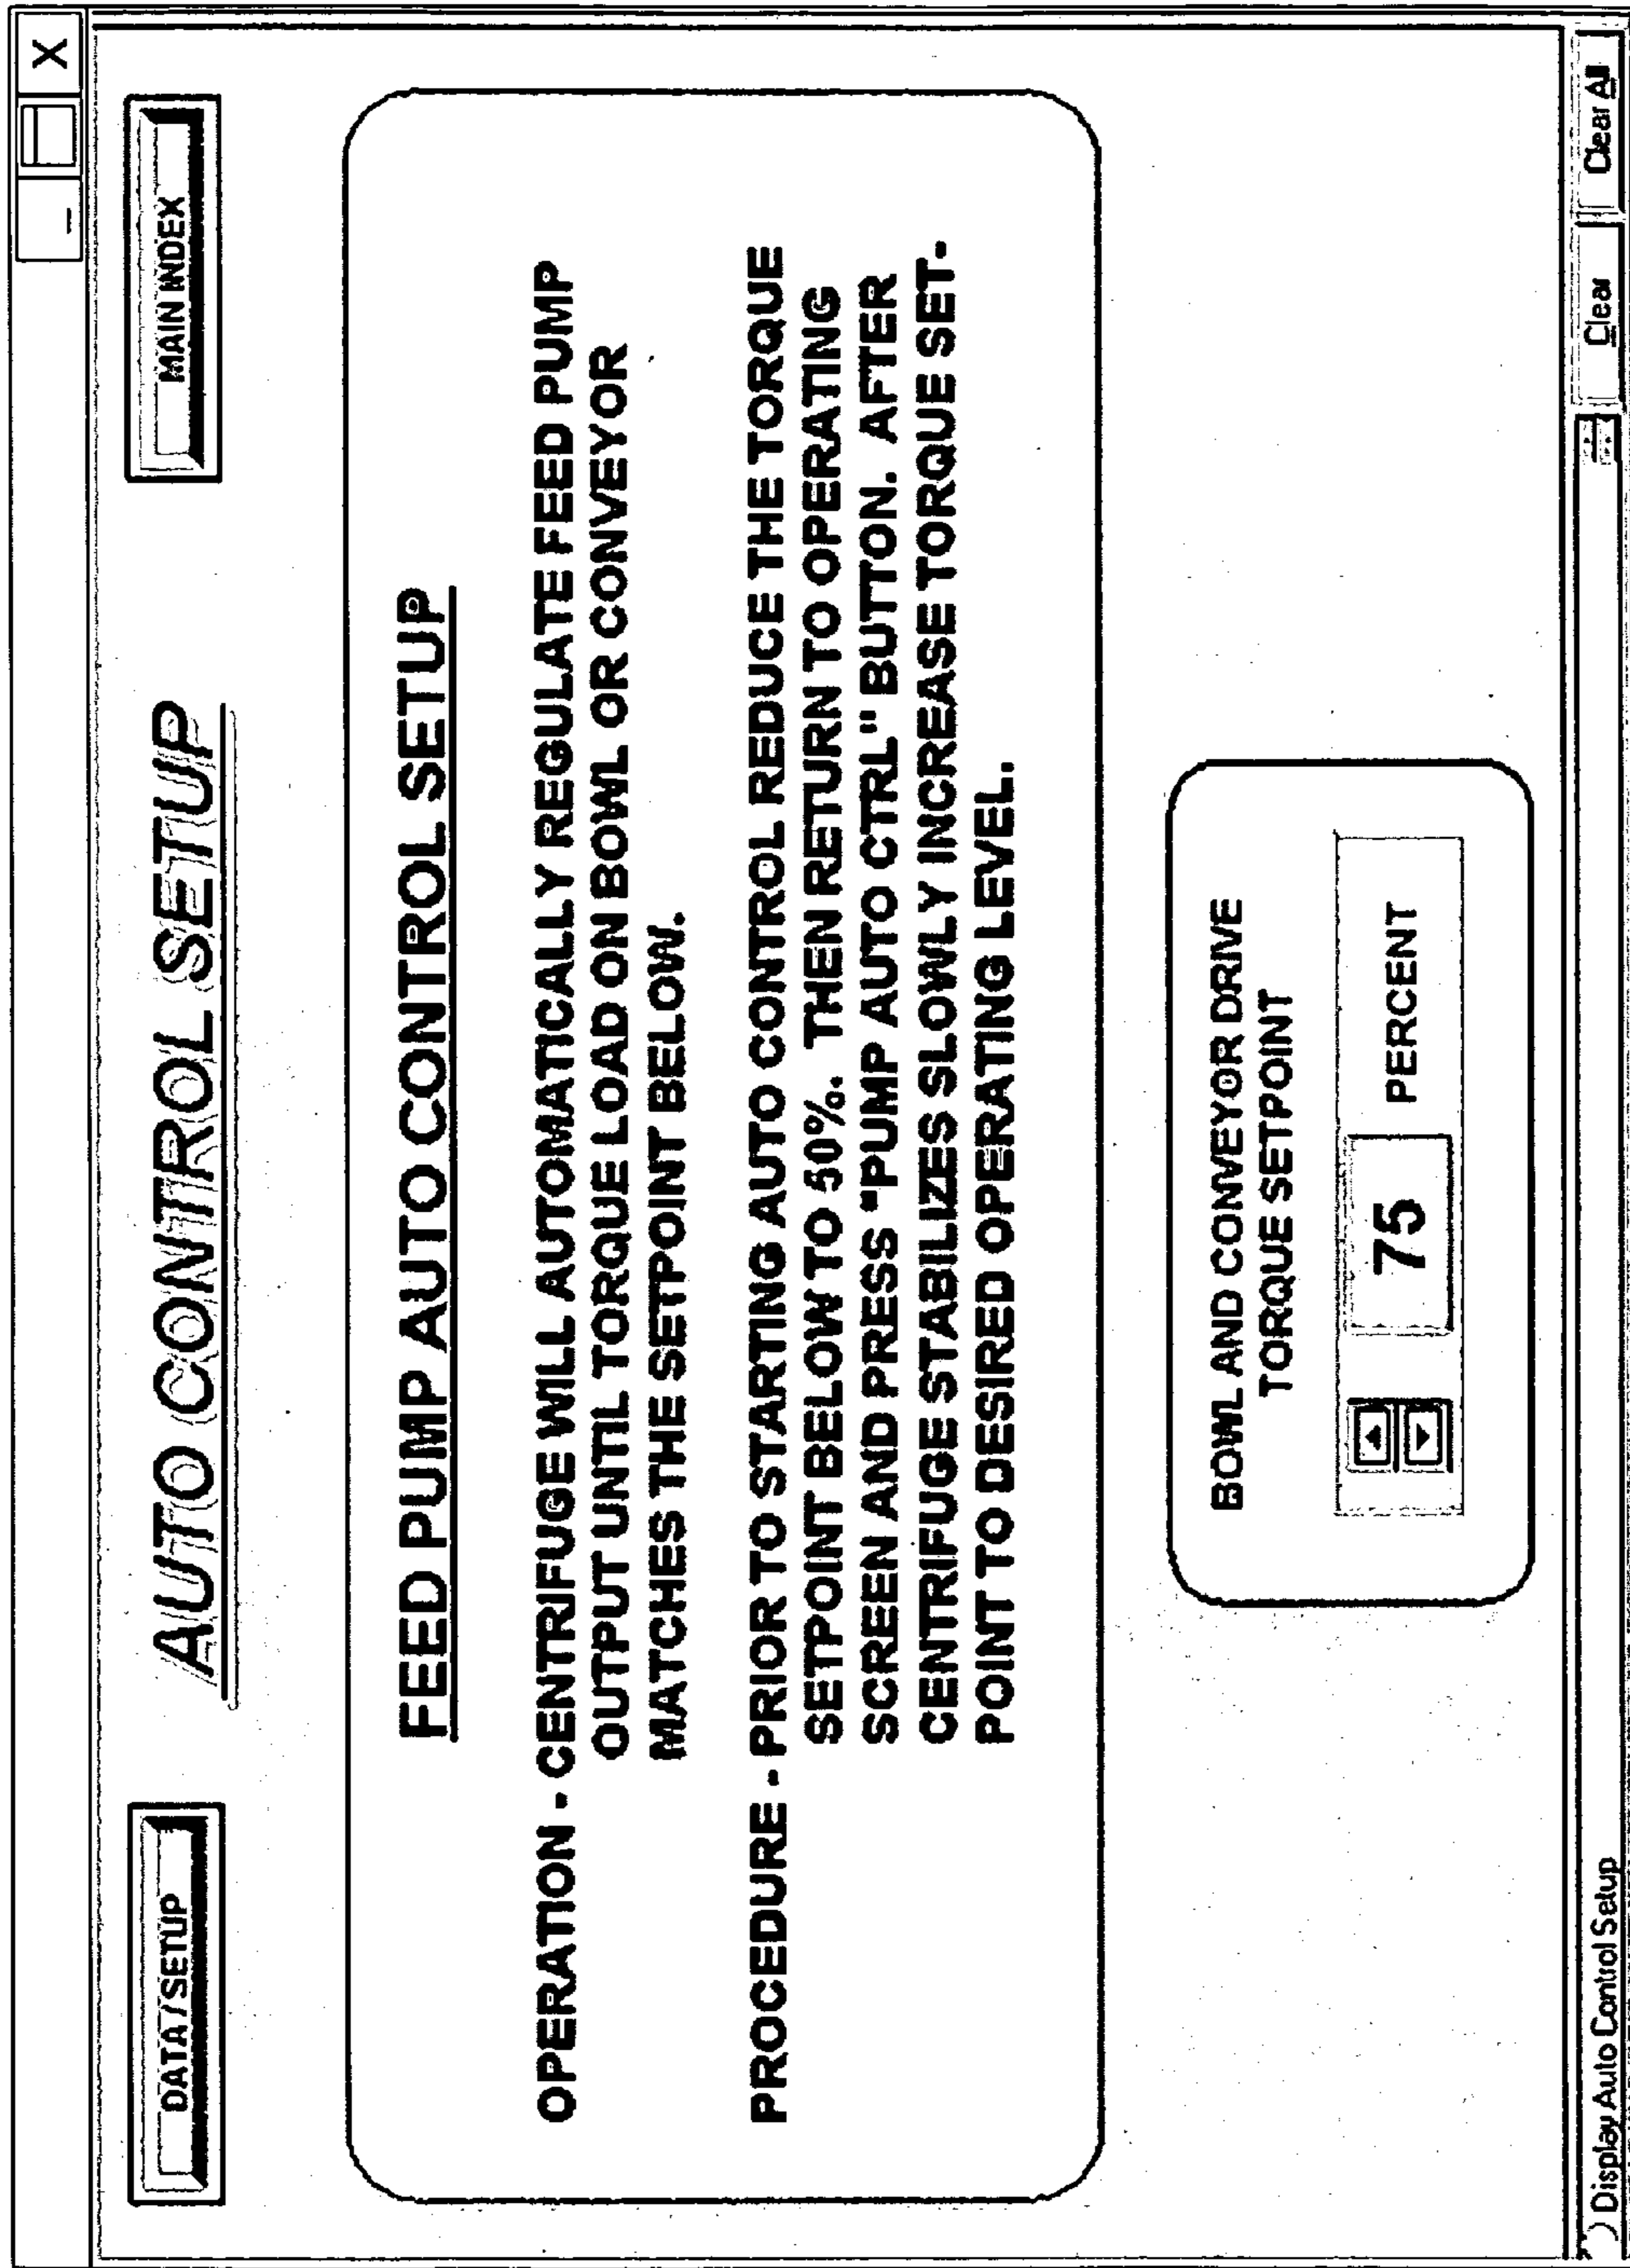 X
DATA / SETUP
AUTO CONTROL SETUP
MAIN INDEX
FEED PUMP AUTO CONTROL SETUP
OPERATION - CENTRIFUGE WILL AUTOMATICALLY REGULATE FEED PUMP
OUTPUT UNTIL TORQUE LOAD ON BOWL OR CONVEYOR
MATCHES THE SETPOINT BELOW.
PROCEDURE - PRIOR TO STARTING AUTO CONTROL REDUCE THE TORQUE
SETPOINT BELOW TO 50%. THEN RETURN TO OPERATING
SCREEN AND PRESS "PUMP AUTO CTRL" BUTTON. AFTER
CENTRIFUGE STABILIZES SLOWLY INCREASE TORQUE SET-
POINT TO DESIRED OPERATING LEVEL.
BOWL AND CONVEYOR DRIVE
TORQUE SETPOINT
75 PERCENT
Display Auto Control Setup
Clear
Clear All